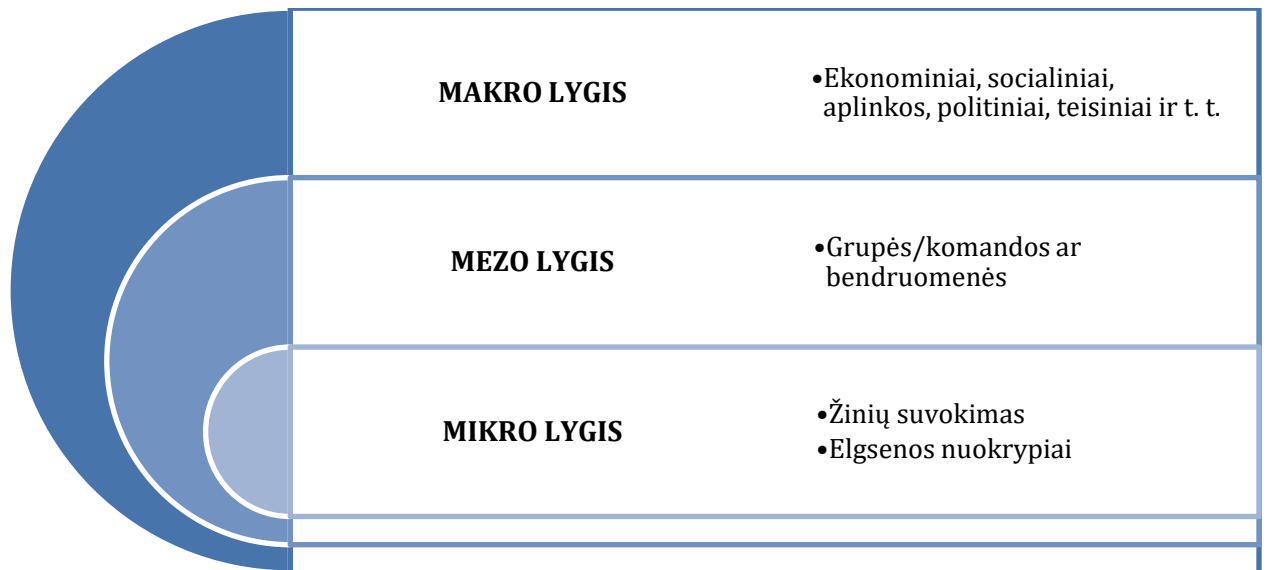 MAKRO LYGIS
•Ekonominiai, socialiniai,
aplinkos, politiniai, teisiniai ir t. t.
MEZO LYGIS
•Grupės/komandos ar
bendruomenės
MIKRO LYGIS
•Žinių suvokimas
•Elgsenos nuokrypiai